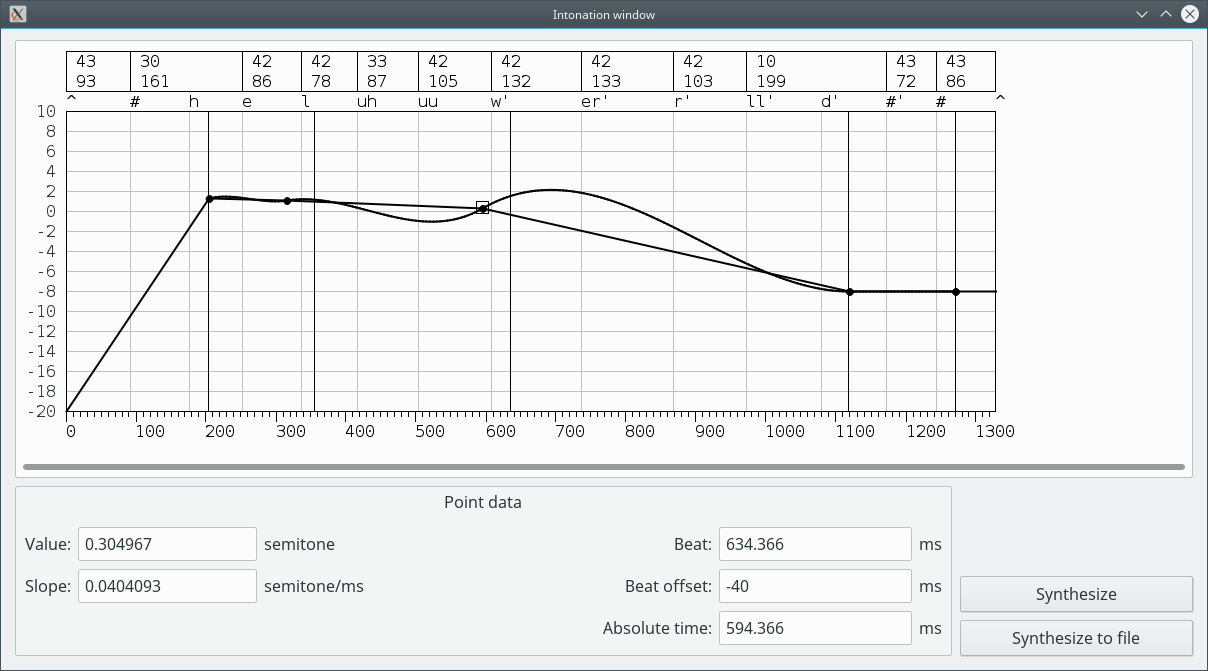 Intonation window
43 30 42 42 33 42 42 42 42 10 43 43
93 161 86 78 87 105 132 133 103 199 72 86
^ # h e l uh uu w' er' r' ll' d' #' # ^
10
8
6
4
2
0
-2
-4
-6
-8
-10
-12
-14
-16
-18
-20
0 100 200 300 400 500 600 700 800 900 1000 1100 1200 1300
Point data
Value: 0.304967 semitone Beat: 634.366 ms
Slope: 0.0404093 semitone/ms Beat offset: -40 ms
Absolute time: 594.366 ms
Synthesize
Synthesize to file